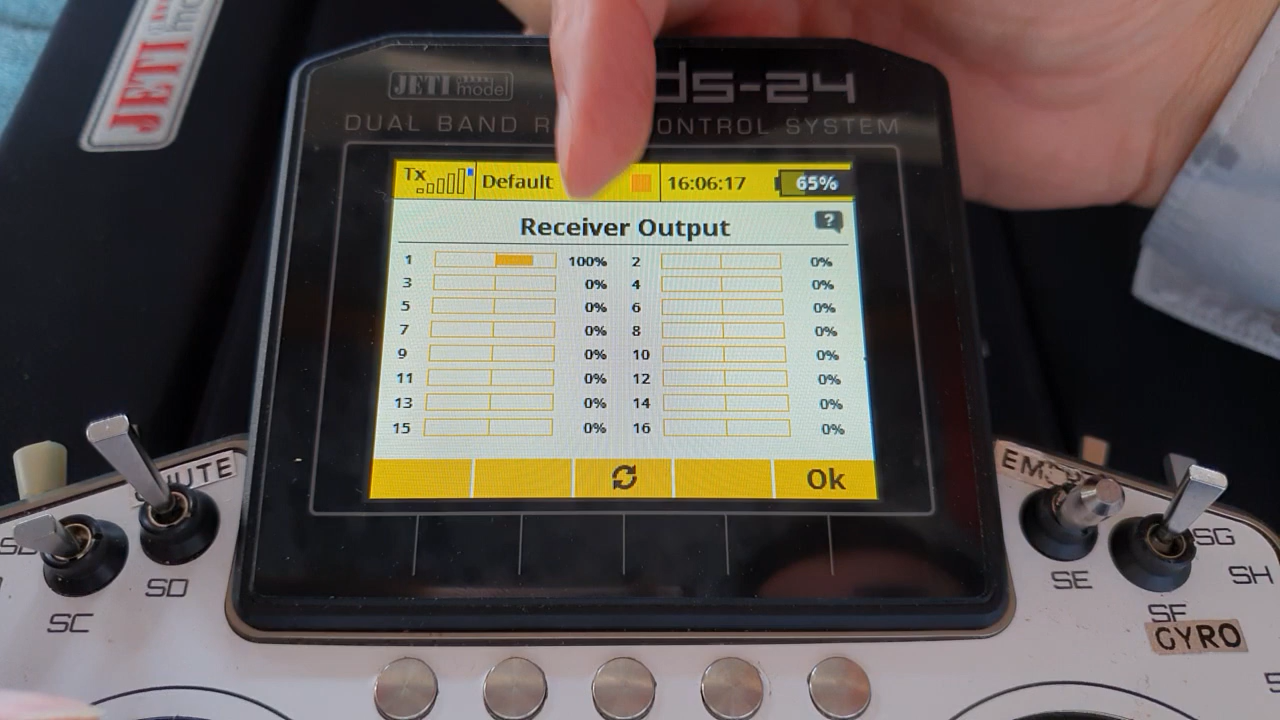 JETI
JETI model
ds-24
DUAL BAND CONTROL SYSTEM
Tx Default 16:06:17 65%
Receiver Output ?
1 100% 2 0%
3 0% 4 0%
5 0% 6 0%
7 0% 8 0%
9 0% 10 0%
11 0% 12 0%
13 0% 14 0%
15 0% 16 0%
Ok
SD
SC
SE
SG
SH
SF
GYRO